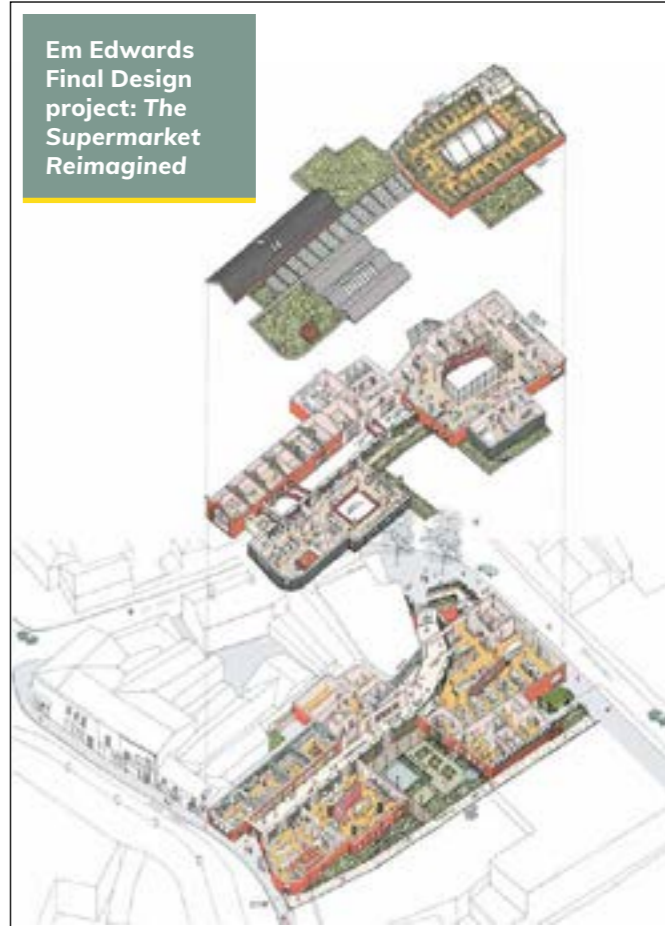 Em Edwards
Final Design
project: The
Supermarket
Reimagined